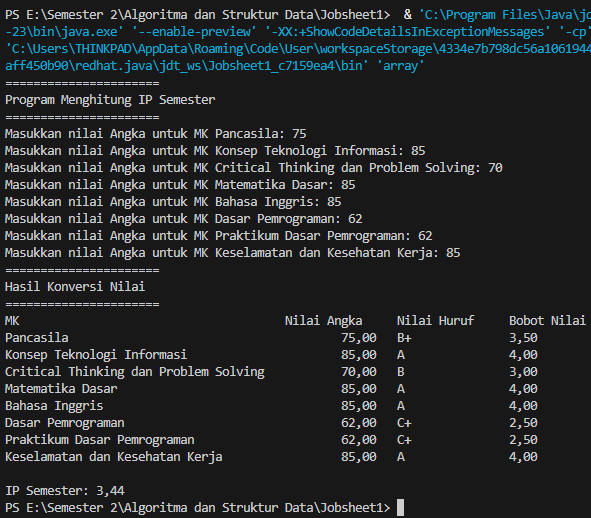 PS E:\Semester 2\Algoritma dan Struktur Data\Jobsheet1>  & 'C:\Program Files\Java\jd
-23\bin\java.exe' '--enable-preview' '-XX:+ShowCodeDetailsInExceptionMessages' '-cp'
'C:\Users\THINKPAD\AppData\Roaming\Code\User\workspaceStorage\4334e7b798dc56a1061944
aff450b90\redhat.java\jdt_ws\Jobsheet1_c7159ea4\bin' 'array'
======================
Program Menghitung IP Semester
======================
Masukkan nilai Angka untuk MK Pancasila: 75
Masukkan nilai Angka untuk MK Konsep Teknologi Informasi: 85
Masukkan nilai Angka untuk MK Critical Thinking dan Problem Solving: 70
Masukkan nilai Angka untuk MK Matematika Dasar: 85
Masukkan nilai Angka untuk MK Bahasa Inggris: 85
Masukkan nilai Angka untuk MK Dasar Pemrograman: 62
Masukkan nilai Angka untuk MK Praktikum Dasar Pemrograman: 62
Masukkan nilai Angka untuk MK Keselamatan dan Kesehatan Kerja: 85
======================
Hasil Konversi Nilai
======================
MK Nilai Angka Nilai Huruf Bobot Nilai
Pancasila 75,00 B+ 3,50
Konsep Teknologi Informasi 85,00 A 4,00
Critical Thinking dan Problem Solving 70,00 B 3,00
Matematika Dasar 85,00 A 4,00
Bahasa Inggris 85,00 A 4,00
Dasar Pemrograman 62,00 C+ 2,50
Praktikum Dasar Pemrograman 62,00 C+ 2,50
Keselamatan dan Kesehatan Kerja 85,00 A 4,00
IP Semester: 3,44
PS E:\Semester 2\Algoritma dan Struktur Data\Jobsheet1>